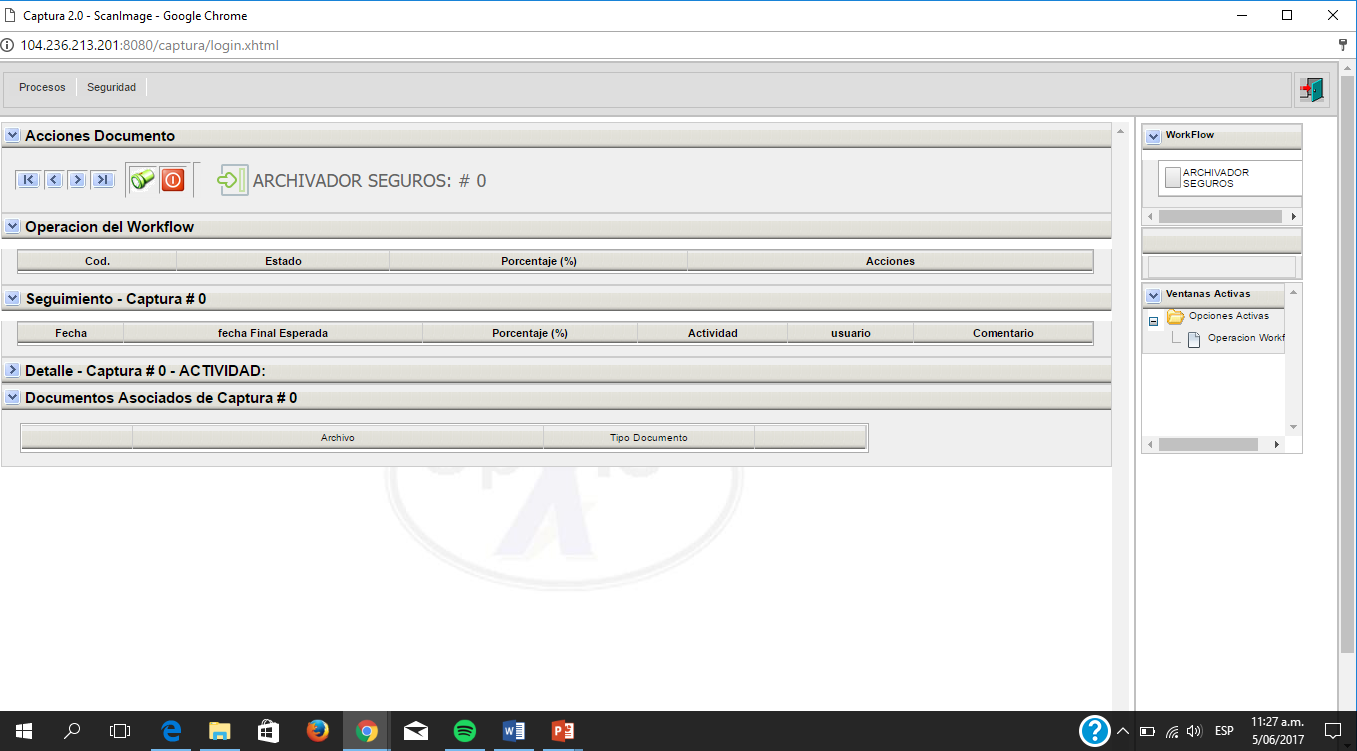 Captura 2.0 - ScanImage - Google Chrome
104.236.213.201:8080/captura/login.xhtml
Procesos
Seguridad
Acciones Documento
ARCHIVADOR SEGUROS: # 0
Operacion del Workflow
Cod. Estado Porcentaje (%) Acciones
Seguimiento - Captura # 0
Fecha fecha Final Esperada Porcentaje (%) Actividad usuario Comentario
Detalle - Captura # 0 - ACTIVIDAD:
Documentos Asociados de Captura # 0
Archivo Tipo Documento
WorkFlow
ARCHIVADOR
SEGUROS
Ventanas Activas
Opciones Activas
Operacion Workf
ESP
11:27 a.m.
5/06/2017